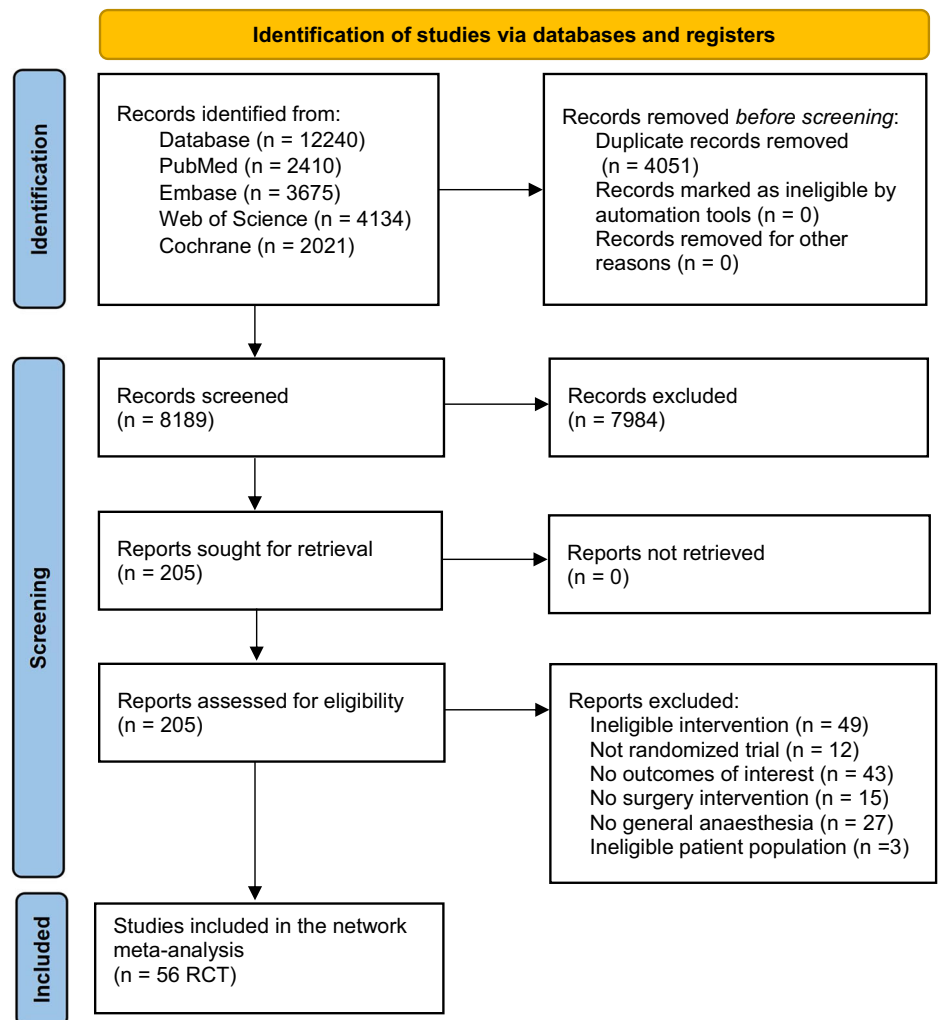 Identification of studies via databases and registers
Identification
Records identified from:
Database (n = 12240)
PubMed (n = 2410)
Embase (n = 3675)
Web of Science (n = 4134)
Cochrane (n = 2021)
Records removed before screening:
Duplicate records removed
(n = 4051)
Records marked as ineligible by
automation tools (n = 0)
Records removed for other
reasons (n = 0)
Screening
Records screened
(n = 8189)
Records excluded
(n = 7984)
Reports sought for retrieval
(n = 205)
Reports not retrieved
(n = 0)
Reports assessed for eligibility
(n = 205)
Reports excluded:
Ineligible intervention (n = 49)
Not randomized trial (n = 12)
No outcomes of interest (n = 43)
No surgery intervention (n = 15)
No general anaesthesia (n = 27)
Ineligible patient population (n =3)
Included
Studies included in the network
meta-analysis
(n = 56 RCT)